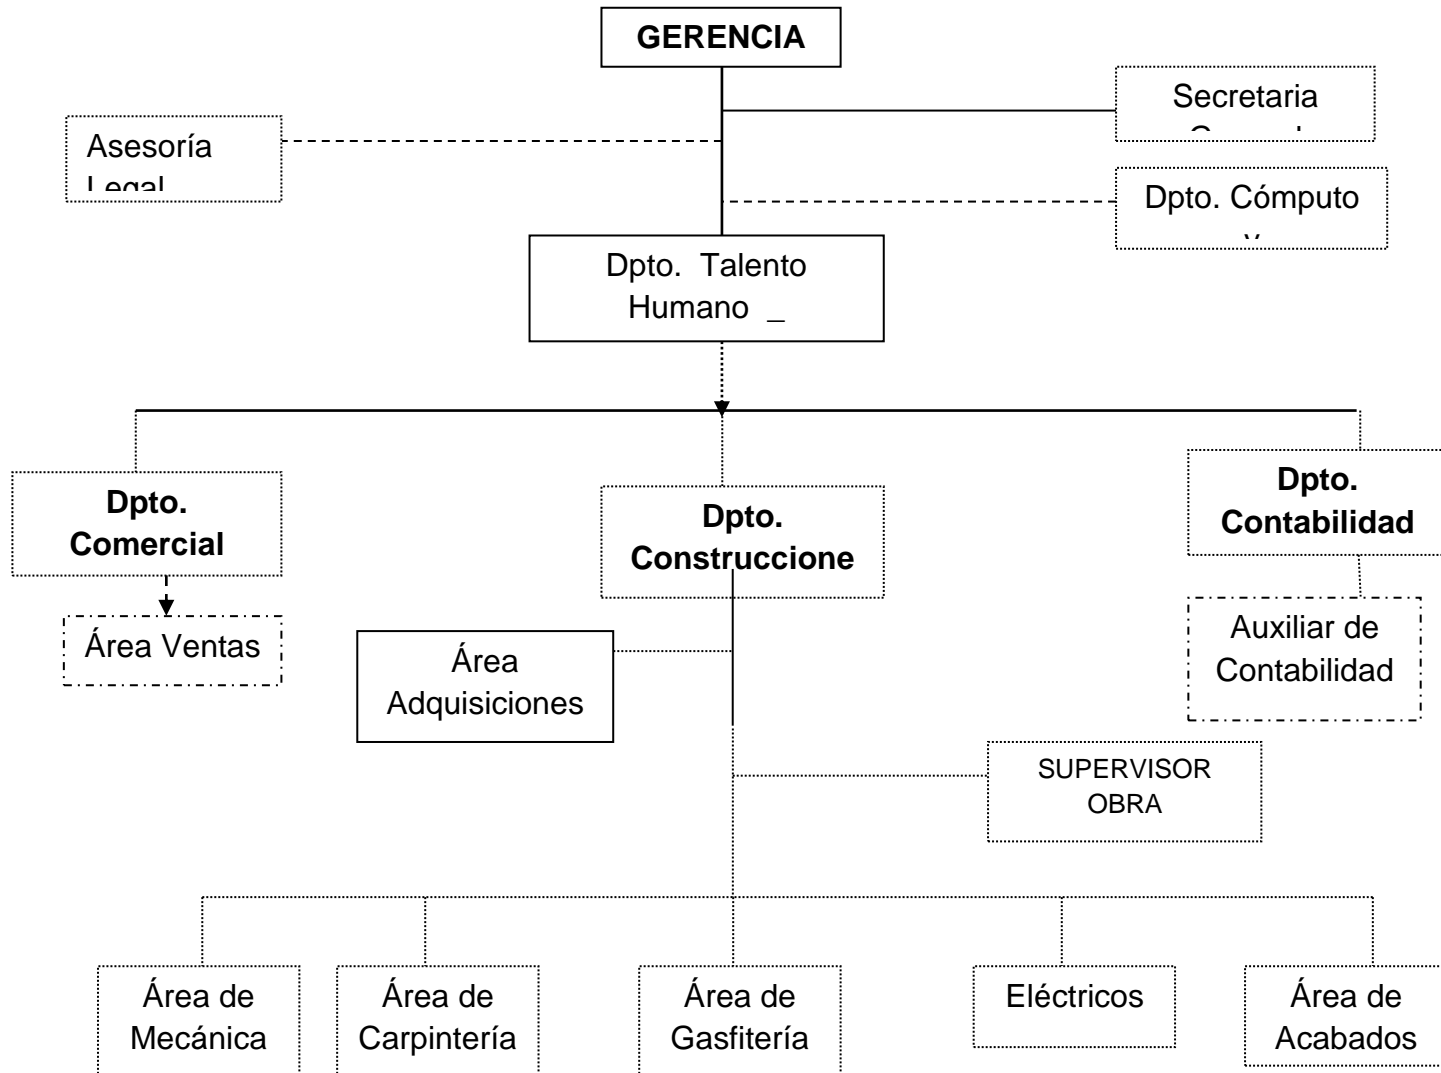 GERENCIA
Secretaria
Asesoría
Legal
Dpto. Cómputo
y
Dpto.  Talento
Humano  _
Dpto.
Comercial
Dpto.
Construccione
Dpto.
Contabilidad
Área Ventas
Área
Adquisiciones
Auxiliar de
Contabilidad
SUPERVISOR
OBRA
Área de
Mecánica
Área de
Carpintería
Área de
Gasfitería
Eléctricos
Área de
Acabados